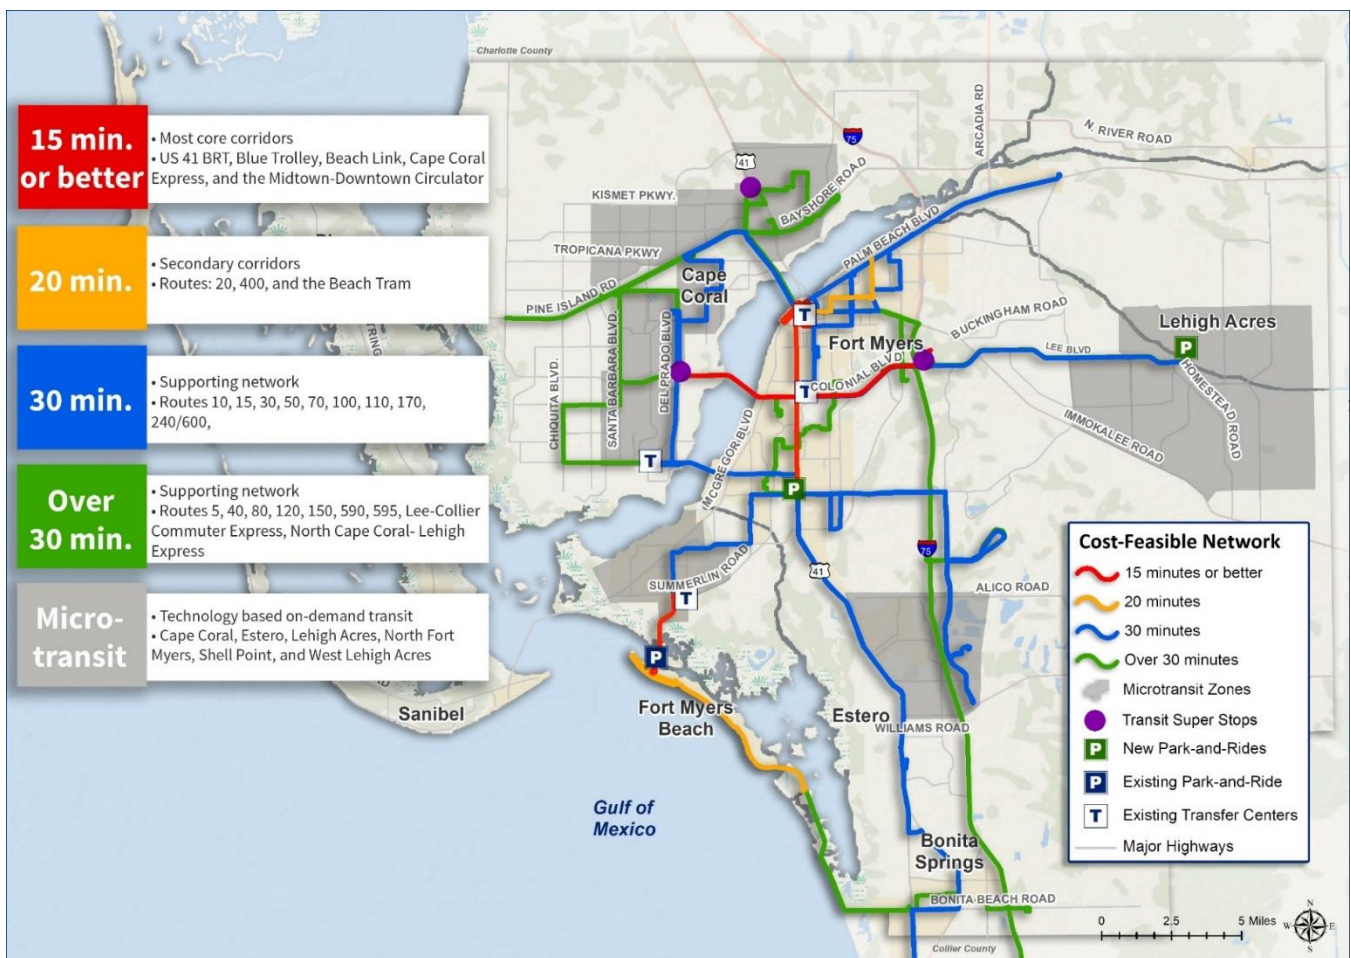 Charlotte County
15 min.
or better
• Most core corridors
• US 41 BRT, Blue Trolley, Beach Link, Cape Coral
Express, and the Midtown-Downtown Circulator
20 min.
• Secondary corridors
• Routes: 20, 400, and the Beach Tram
30 min.
• Supporting network
• Routes 10, 15, 30, 50, 70, 100, 110, 170,
240/600,
Over
30 min.
• Supporting network
• Routes 5, 40, 80, 120, 150, 590, 595, Lee-Collier
Commuter Express, North Cape Coral- Lehigh
Express
Micro-
transit
• Technology based on-demand transit
• Cape Coral, Estero, Lehigh Acres, North Fort
Myers, Shell Point, and West Lehigh Acres
ARCADIA RD
N. RIVER ROAD
75
41
KISMET PKWY.
BAYSHORE ROAD
TROPICANA PKWY
PALM BEACH BLVD
Cape
Coral
PINE ISLAND RD
T
BUCKINGHAM ROAD
Lehigh Acres
Fort Myers
LEE BLVD
P
COLONIAL BLVD
HOMESTEAD ROAD
CHIQUITA BLVD.
SANTA BARBARA BLVD.
DEL PRADO BLVD
T
MCGREGOR BLVD
IMMOKALEE ROAD
T
P
75
41
SUMMERLIN ROAD
ALICO ROAD
T
P
Sanibel
Fort Myers
Beach
Estero
WILLIAMS ROAD
Gulf of
Mexico
Bonita
Springs
BONITA BEACH ROAD
Collier County
Cost-Feasible Network
15 minutes or better
20 minutes
30 minutes
Over 30 minutes
Microtransit Zones
Transit Super Stops
P New Park-and-Rides
P Existing Park-and-Ride
T Existing Transfer Centers
Major Highways
0 2.5 5 Miles
N
W E
S